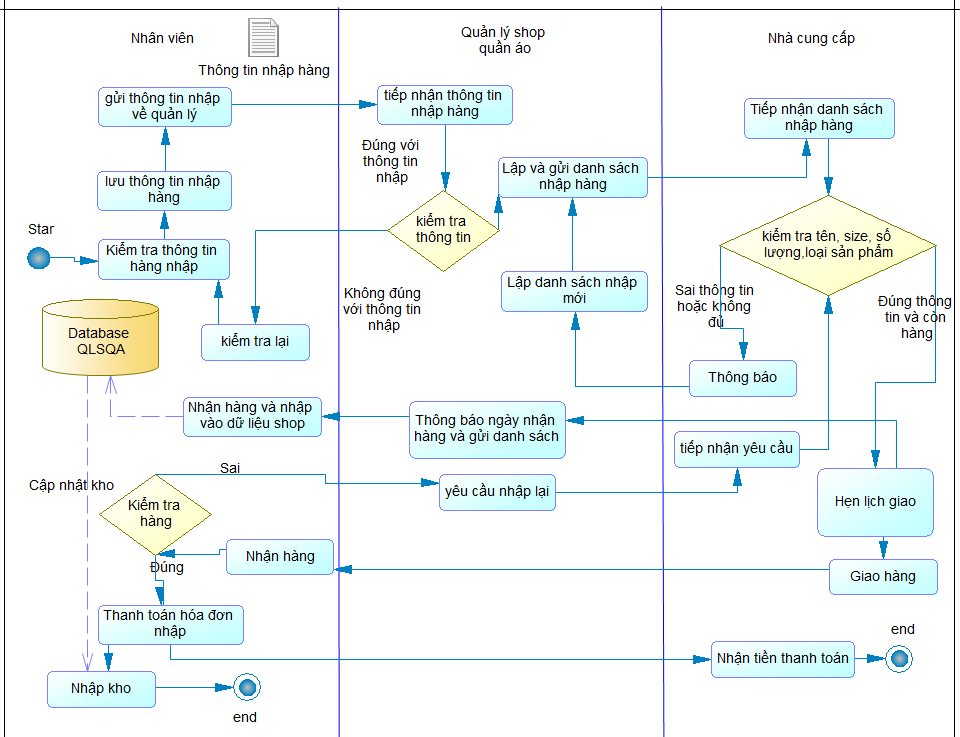 Nhân viên
Thông tin nhập hàng
Quản lý shop
quần áo
Nhà cung cấp
gửi thông tin nhập
về quản lý
tiếp nhận thông tin
nhập hàng
Tiếp nhận danh sách
nhập hàng
Đúng với
thông tin
nhập
lưu thông tin nhập
hàng
Lập và gửi danh sách
nhập hàng
kiểm tra
thông tin
Start
Kiểm tra thông tin
hàng nhập
kiểm tra tên, size, số
lượng,loại sản phẩm
Không đúng
với thông tin
nhập
Lập danh sách nhập
mới
Sai thông tin
hoặc không
đủ
Đúng thông
tin và còn
hàng
Database
QLSQA
kiểm tra lại
Thông báo
Nhận hàng và nhập
vào dữ liệu shop
Thông báo ngày nhận
hàng và gửi danh sách
tiếp nhận yêu cầu
Sai
Cập nhật kho
yêu cầu nhập lại
Hẹn lịch giao
Kiểm tra
hàng
Nhận hàng
Đúng
Giao hàng
Thanh toán hóa đơn
nhập
end
Nhận tiền thanh toán
Nhập kho
end